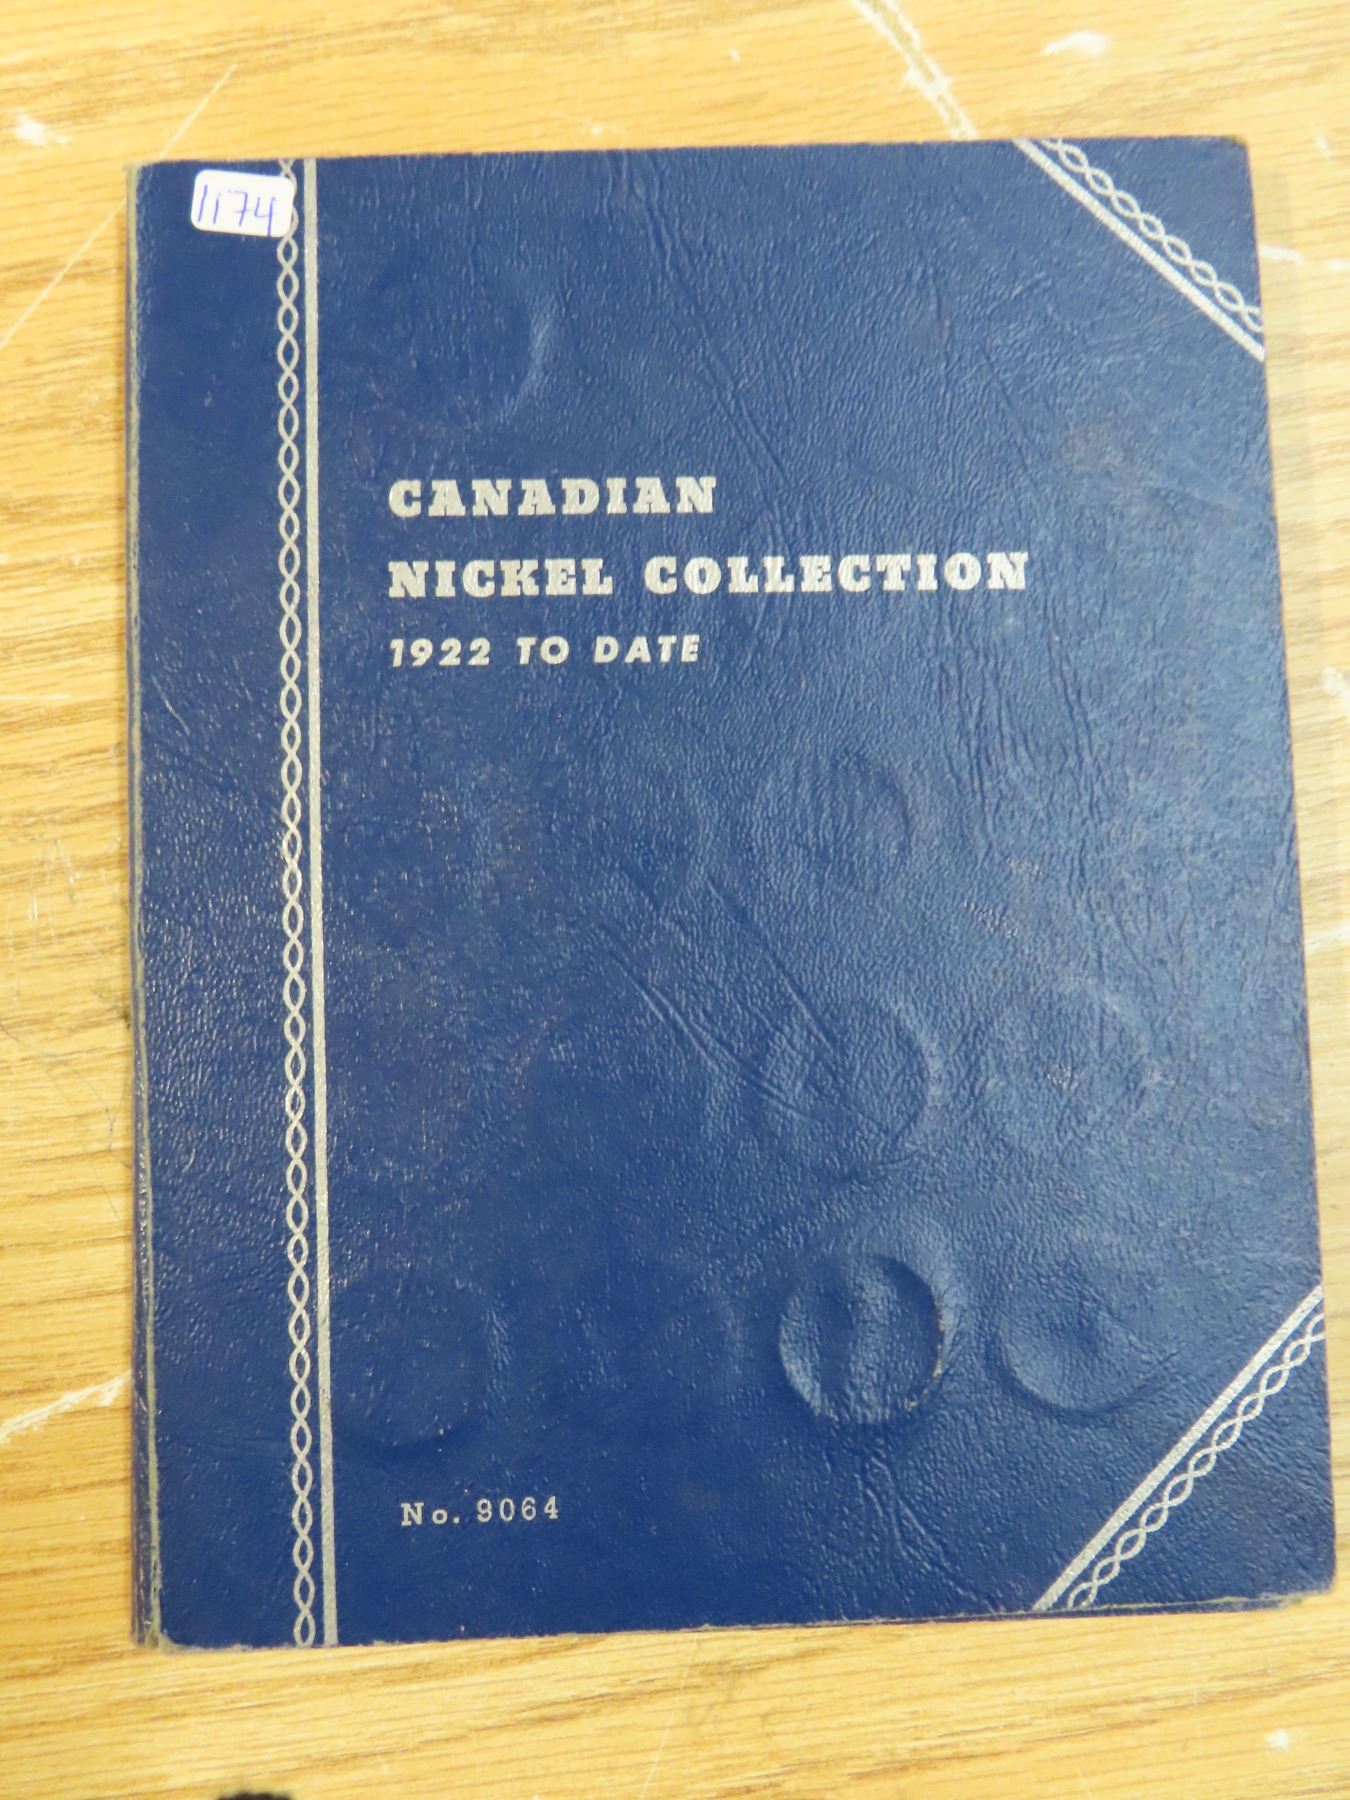 1174
CANADIAN
NICKEL COLLECTION
1922 TO DATE
No. 9064